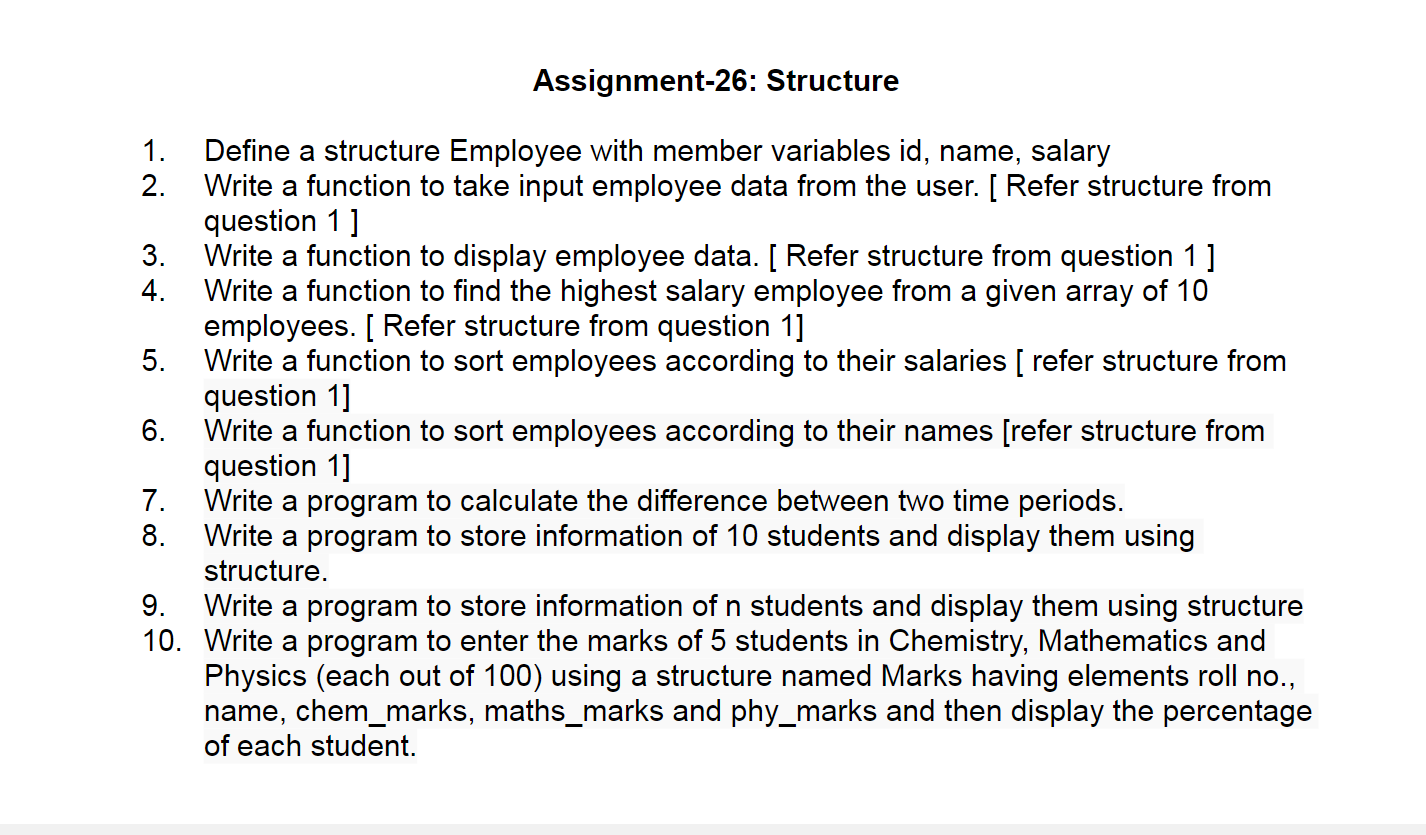 Assignment-26: Structure
1. Define a structure Employee with member variables id, name, salary
2. Write a function to take input employee data from the user. [ Refer structure from
question 1 ]
3. Write a function to display employee data. [ Refer structure from question 1 ]
4. Write a function to find the highest salary employee from a given array of 10
employees. [ Refer structure from question 1]
5. Write a function to sort employees according to their salaries [ refer structure from
question 1]
6. Write a function to sort employees according to their names [refer structure from
question 1]
7. Write a program to calculate the difference between two time periods.
8. Write a program to store information of 10 students and display them using
structure.
9. Write a program to store information of n students and display them using structure
10. Write a program to enter the marks of 5 students in Chemistry, Mathematics and
Physics (each out of 100) using a structure named Marks having elements roll no.,
name, chem_marks, maths_marks and phy_marks and then display the percentage
of each student.